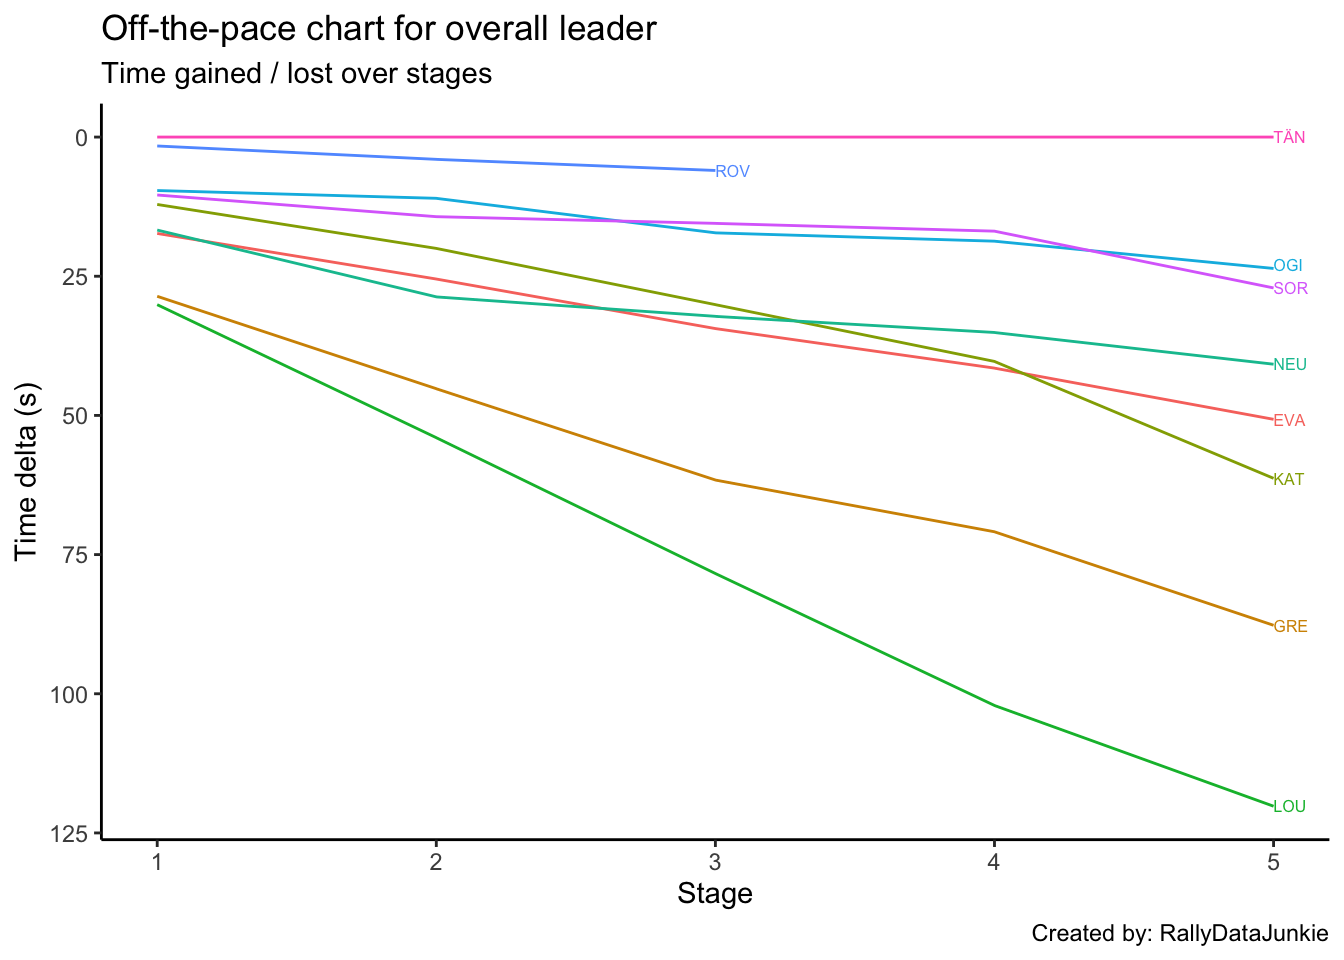 Off-the-pace chart for overall leader
Time gained / lost over stages
Time delta (s)
0
25
50
75
100
125
TÄN
ROV
OGI
SOR
NEU
EVA
KAT
GRE
LOU
1 2 3 4 5
Stage
Created by: RallyDataJunkie